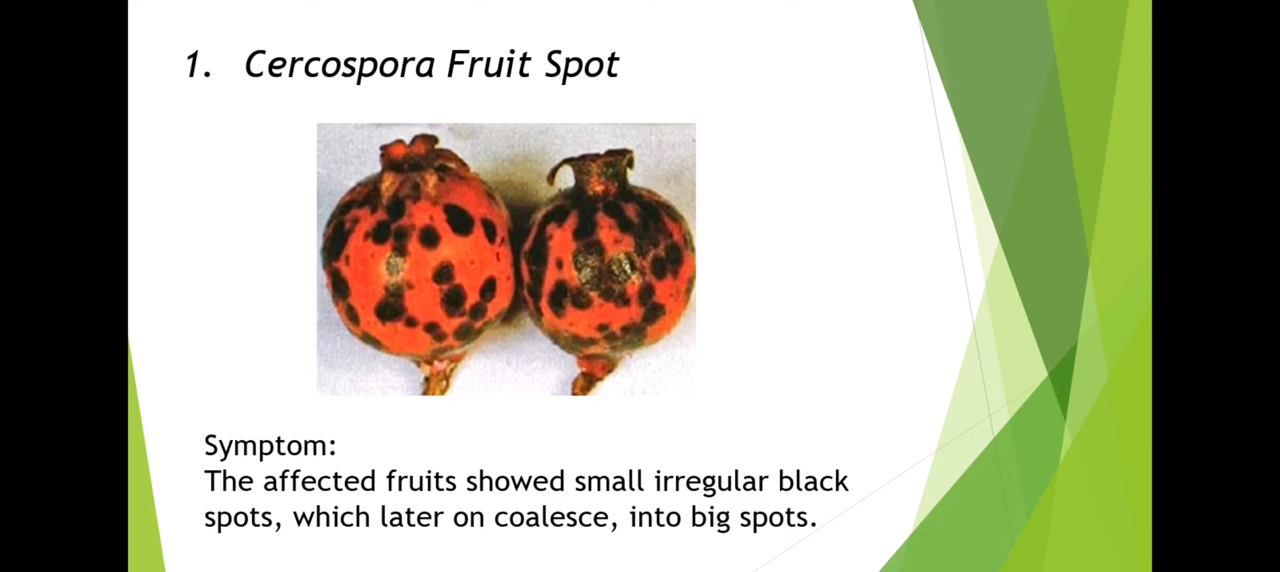 1. Cercospora Fruit Spot
Symptom:
The affected fruits showed small irregular black
spots, which later on coalesce, into big spots.